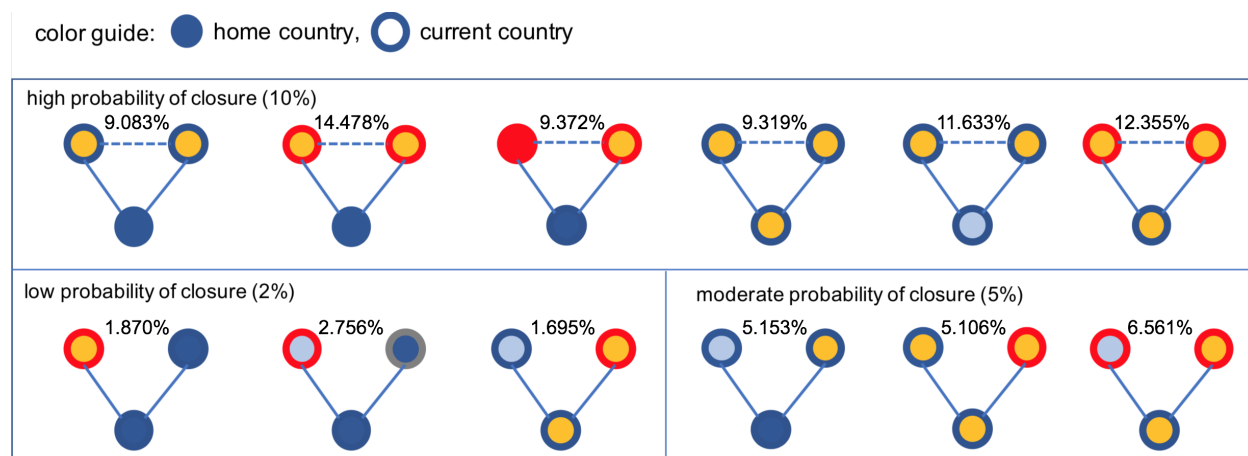 color guide: home country, current country
high probability of closure (10%)
9.083% 14.478% 9.372% 9.319% 11.633% 12.355%
low probability of closure (2%)
1.870% 2.756% 1.695%
moderate probability of closure (5%)
5.153% 5.106% 6.561%